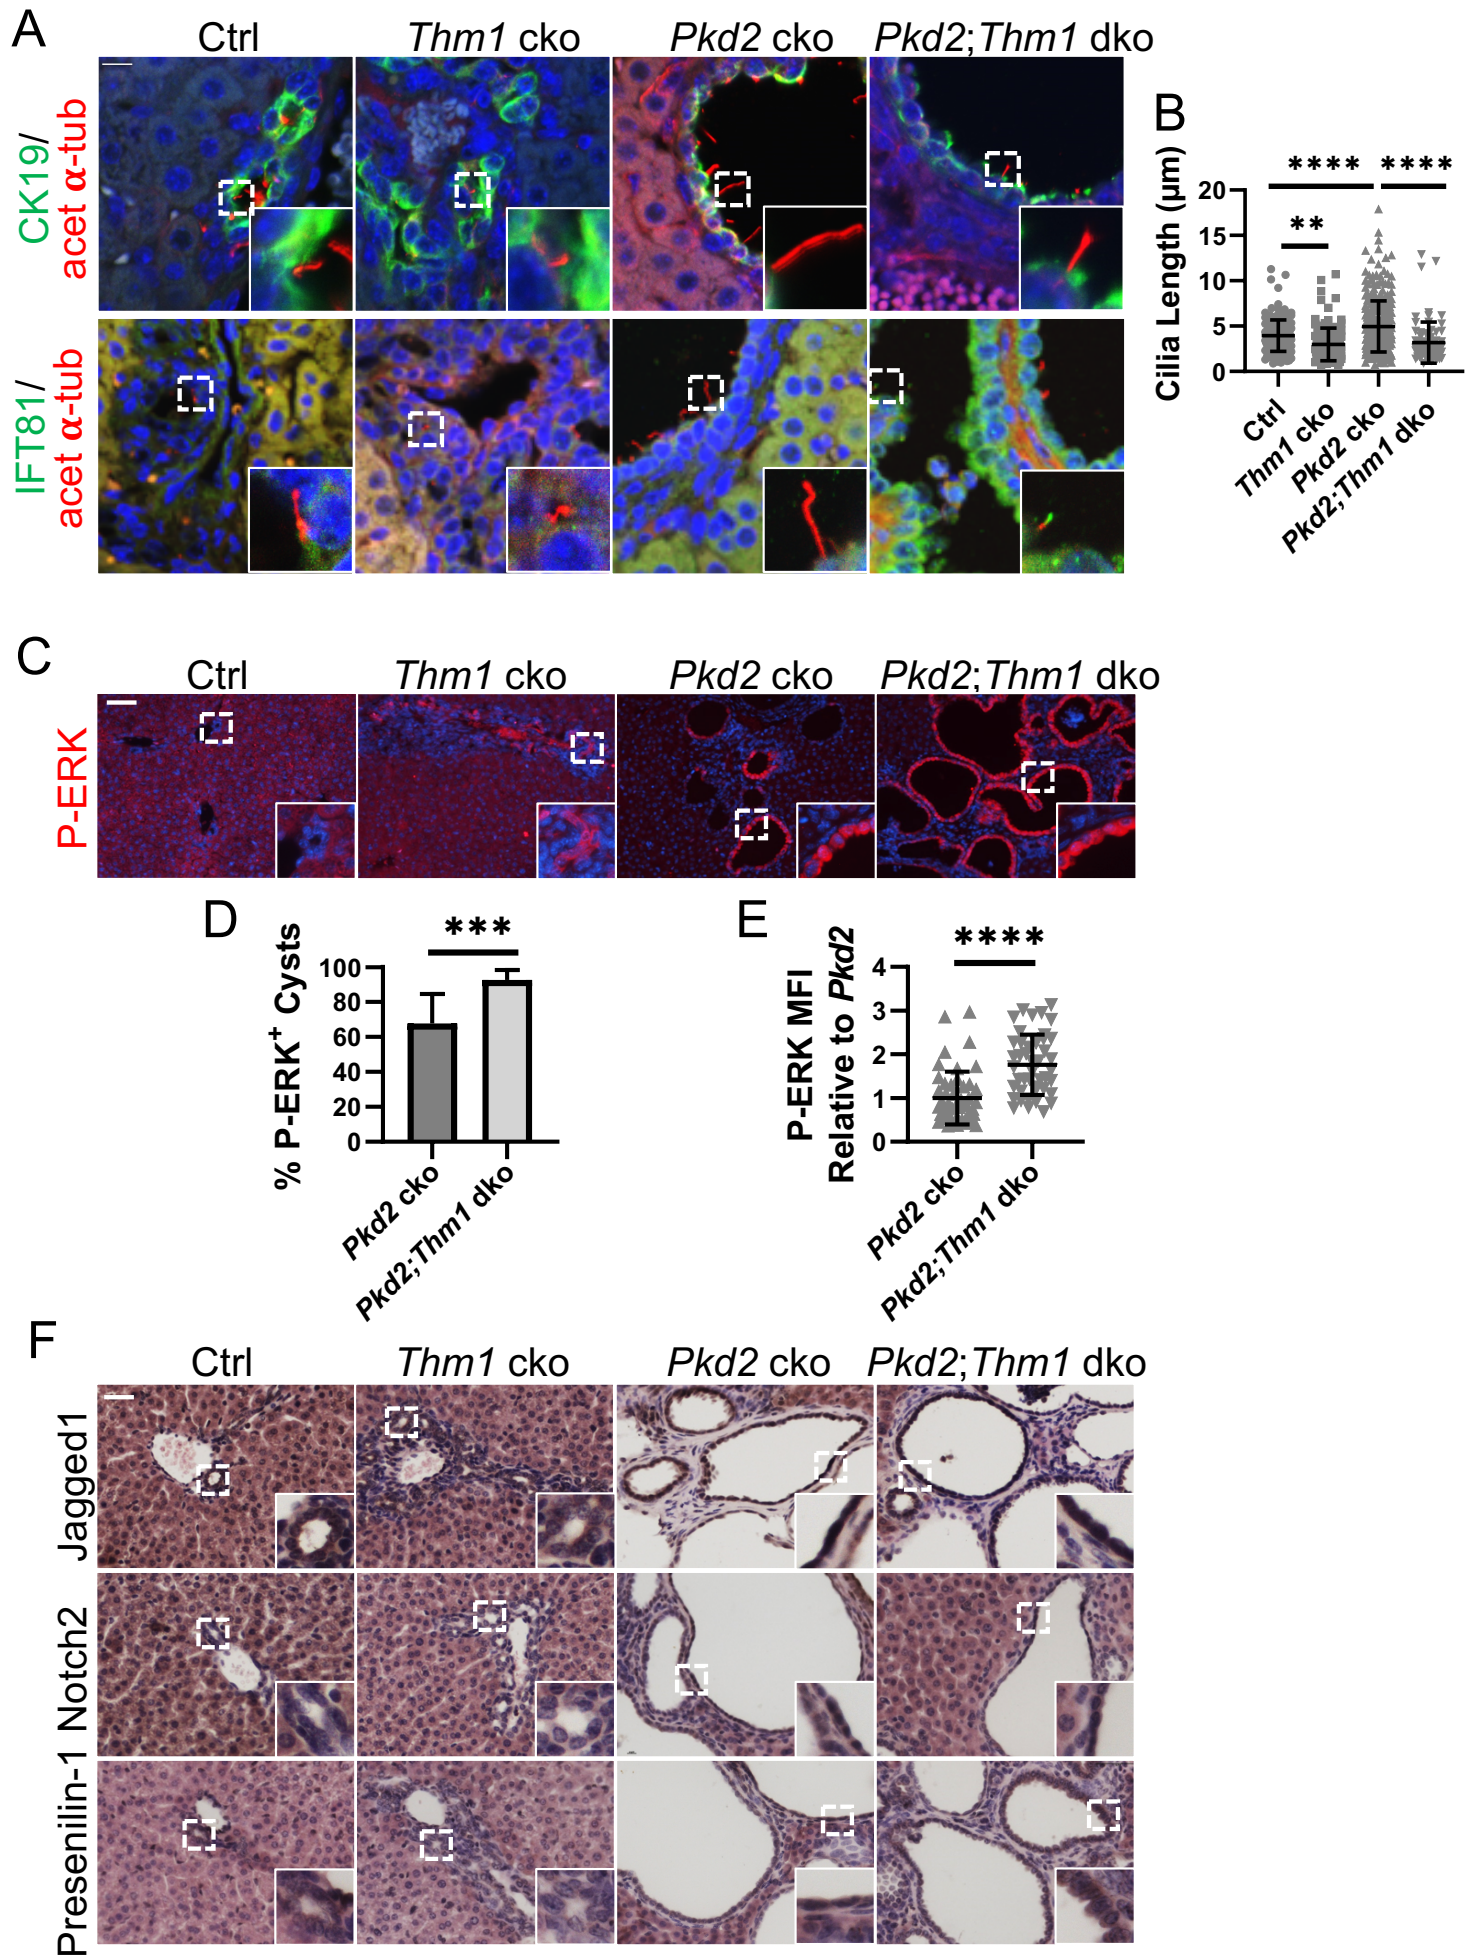 A
Ctrl
Thm1 cko
Pkd2 cko
Pkd2;Thm1 dko
CK19/
acet α-tub
IFT81/
acet α-tub
B
Cilia Length (μm)
**** ****
**
20
15
10
5
0
Ctrl
Thm1 cko
Pkd2 cko
Pkd2;Thm1 dko
C
Ctrl
Thm1 cko
Pkd2 cko
Pkd2;Thm1 dko
P-ERK
D
% P-ERK+ Cysts
***
100
80
60
40
20
0
Pkd2 cko
Pkd2;Thm1 dko
E
P-ERK MFI
Relative to Pkd2
****
4
3
2
1
0
Pkd2 cko
Pkd2;Thm1 dko
F
Ctrl
Thm1 cko
Pkd2 cko
Pkd2;Thm1 dko
Jagged1
Notch2
Presenilin-1